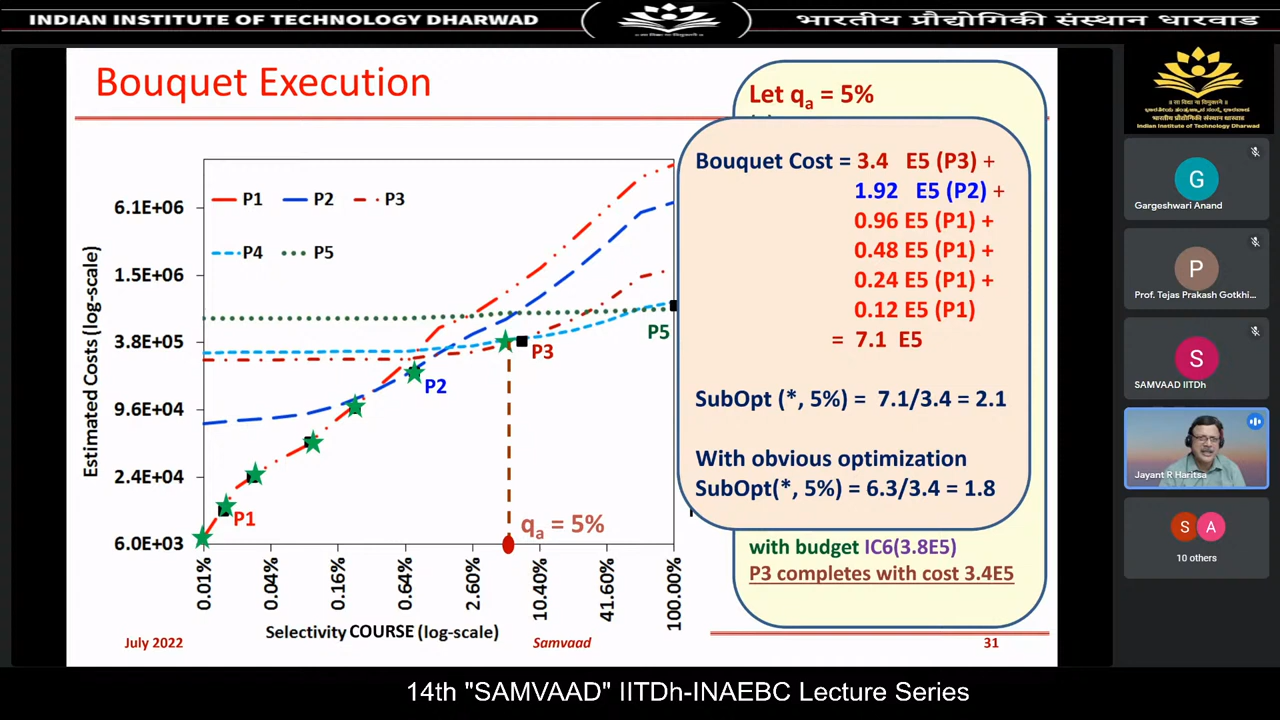 INDIAN INSTITUTE OF TECHNOLOGY DHARWAD
भारतीय प्रौद्योगिकी संस्थान धारवाड
Bouquet Execution
Let qa = 5%
Bouquet Cost = 3.4 E5 (P3) +
1.92 E5 (P2) +
0.96 E5 (P1) +
0.48 E5 (P1) +
0.24 E5 (P1) +
0.12 E5 (P1)
= 7.1 E5
SubOpt (*, 5%) = 7.1/3.4 = 2.1
With obvious optimization
SubOpt(*, 5%) = 6.3/3.4 = 1.8
with budget IC6(3.8E5)
P3 completes with cost 3.4E5
P1 P2 P3
P4 P5
Estimated Costs (log-scale)
6.1E+06
1.5E+06
3.8E+05
9.6E+04
2.4E+04
6.0E+03
P5
P3
P2
P1
qa = 5%
0.01%
0.04%
0.16%
0.64%
2.60%
10.40%
41.60%
100.00%
Selectivity COURSE (log-scale)
July 2022
Samvaad
31
Indian Institute of Technology Dharwad
G
Gargeshwari Anand
P
Prof. Tejas Prakash Gotkhi...
S
SAMVAAD IITDh
Jayant R Haritsa
S A
10 others
14th "SAMVAAD" IITDh-INAEBC Lecture Series